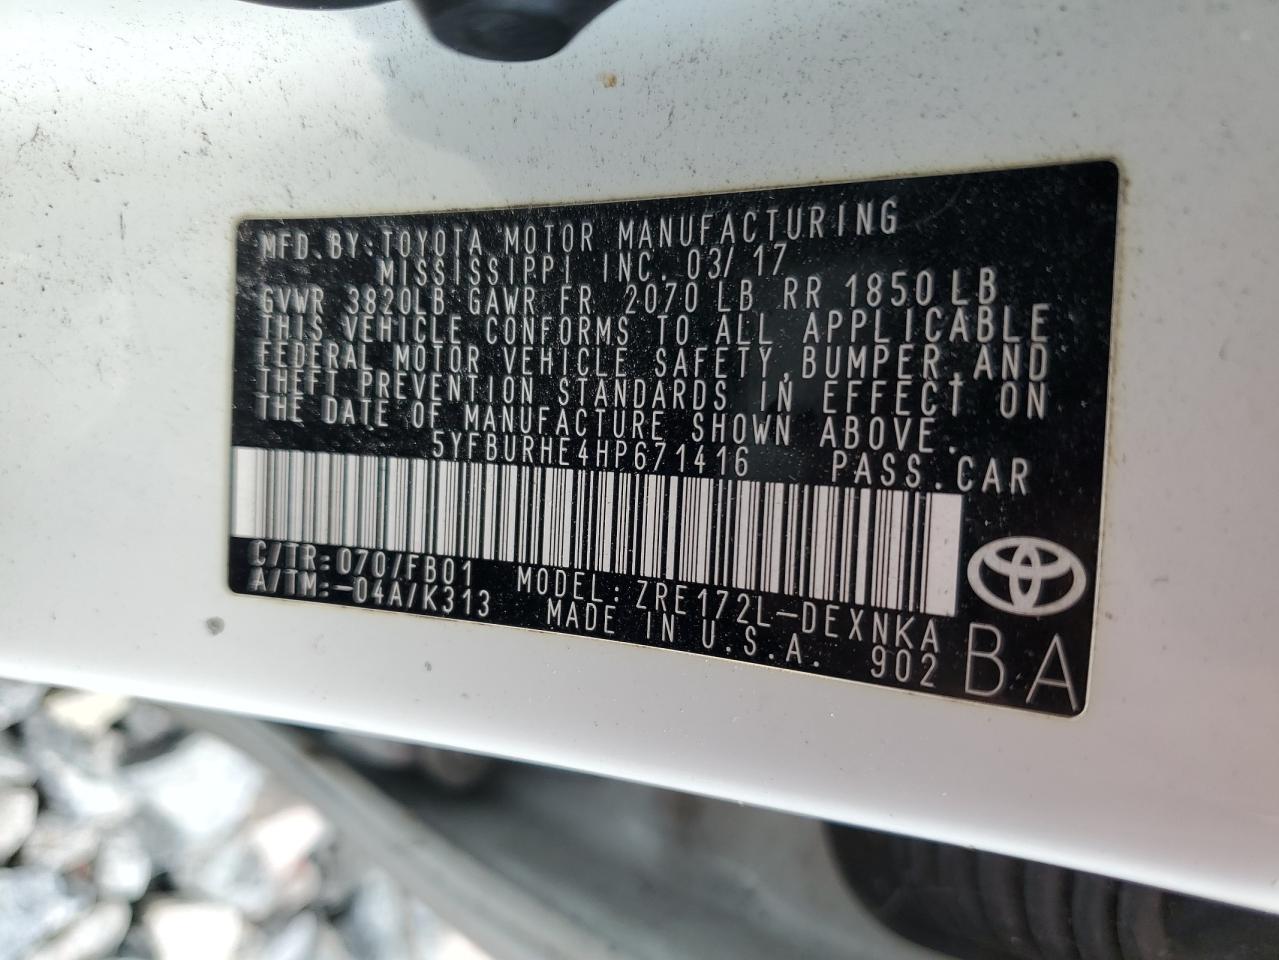 MFD.BY:TOYOTA MOTOR MANUFACTURING
MISSISSIPPI INC. 03/17
GVWR 3820LB GAWR FR 2070 LB RR 1850LB
THIS VEHICLE CONFORMS TO ALL APPLICABLE
FEDERAL MOTOR VEHICLE SAFETY,BUMPER,AND
THEFT PREVENTION STANDARDS IN EFFECT ON
THE DATE OF MANUFACTURE SHOWN ABOVE.
5YFBURHE4HP671416 PASS.CAR
C/TR:070/FB01 MODEL:ZRE172L-DEXNKA
A/TM:-04A/K313 MADE IN U.S.A. 902
BA